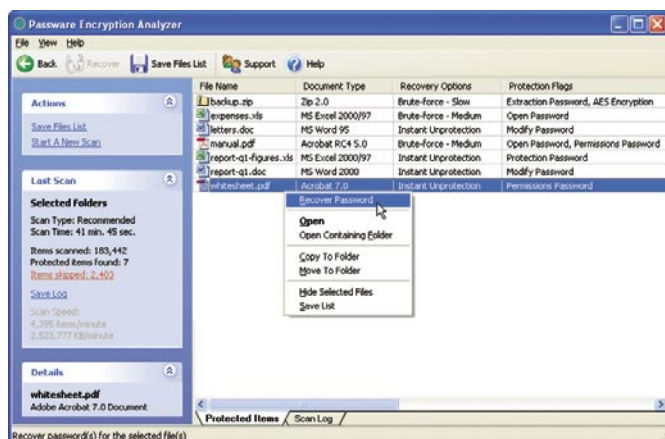 Passware Encryption Analyzer
File View Help
Back Recover Save Files List Support Help
Actions
Save Files List
Start A New Scan
Last Scan
Selected Folders
Scan Type: Recommended
Scan Time: 41 min. 45 sec.
Items scanned: 183,442
Protected items found: 7
Items skipped: 2,403
Save Log
Scan Speed:
4,395 items/minute
2,523,777 KB/minute
Details
whitesheet.pdf
Adobe Acrobat 7.0 Document
File Name Document Type Recovery Options Protection Flags
backup.zip Zip 2.0 Brute-force - Slow Extraction Password, AES Encryption
expenses.xls MS Excel 2000/97 Brute-force - Medium Open Password
letters.doc MS Word 95 Instant Unprotection Modify Password
manual.pdf Acrobat RC4 5.0 Brute-force - Medium Open Password, Permissions Password
report-q1-figures.xls MS Excel 2000/97 Instant Unprotection Protection Password
report-q1.doc MS Word 2000 Instant Unprotection Modify Password
whitesheet.pdf Acrobat 7.0 Instant Unprotection Permissions Password
Recover Password
Open
Open Containing Folder
Copy To Folder
Move To Folder
Hide Selected Files
Save List
Protected Items Scan Log
Recover password(s) for the selected file(s)